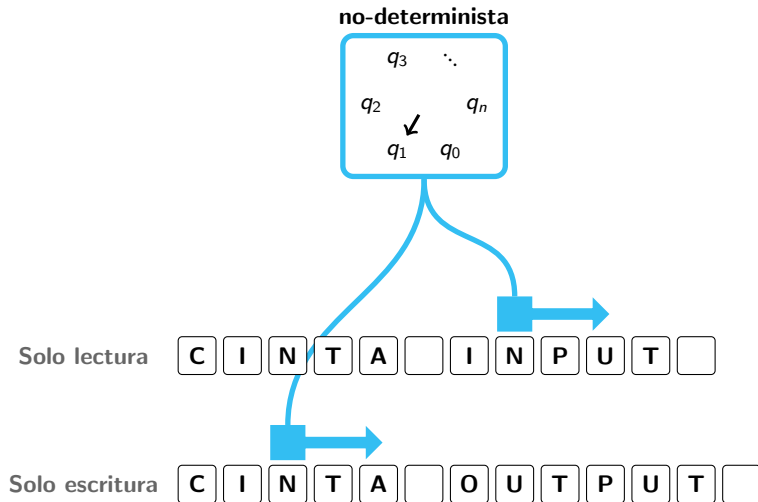 no-determinista
q3 ⋱
q2 qn
q1 q0
Solo lectura C I N T A I N P U T
Solo escritura C I N T A O U T P U T